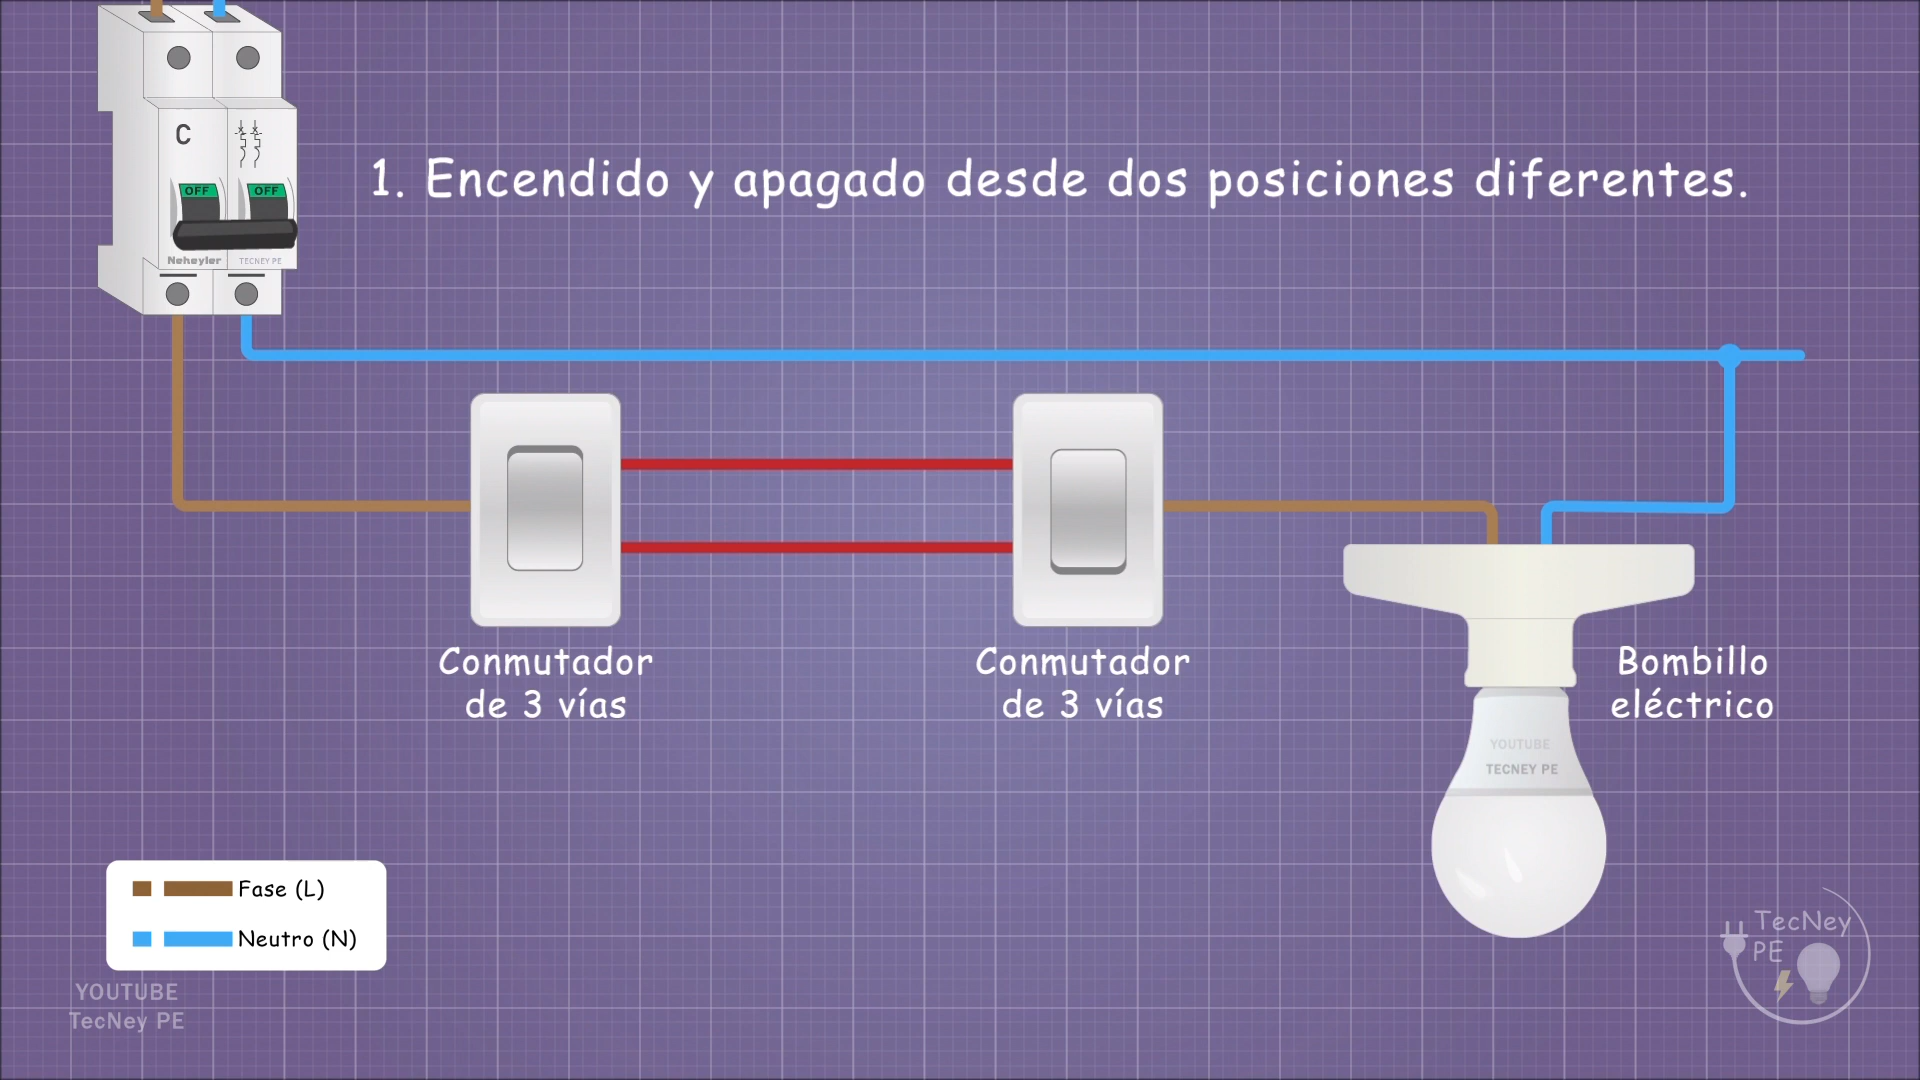 C
OFF OFF
Noheyler TECNEY PE
1. Encendido y apagado desde dos posiciones diferentes.
Conmutador
de 3 vías
Conmutador
de 3 vías
Bombillo
eléctrico
YOUTUBE
TECNEY PE
Fase (L)
Neutro (N)
YOUTUBE
TecNey PE
TecNey
PE